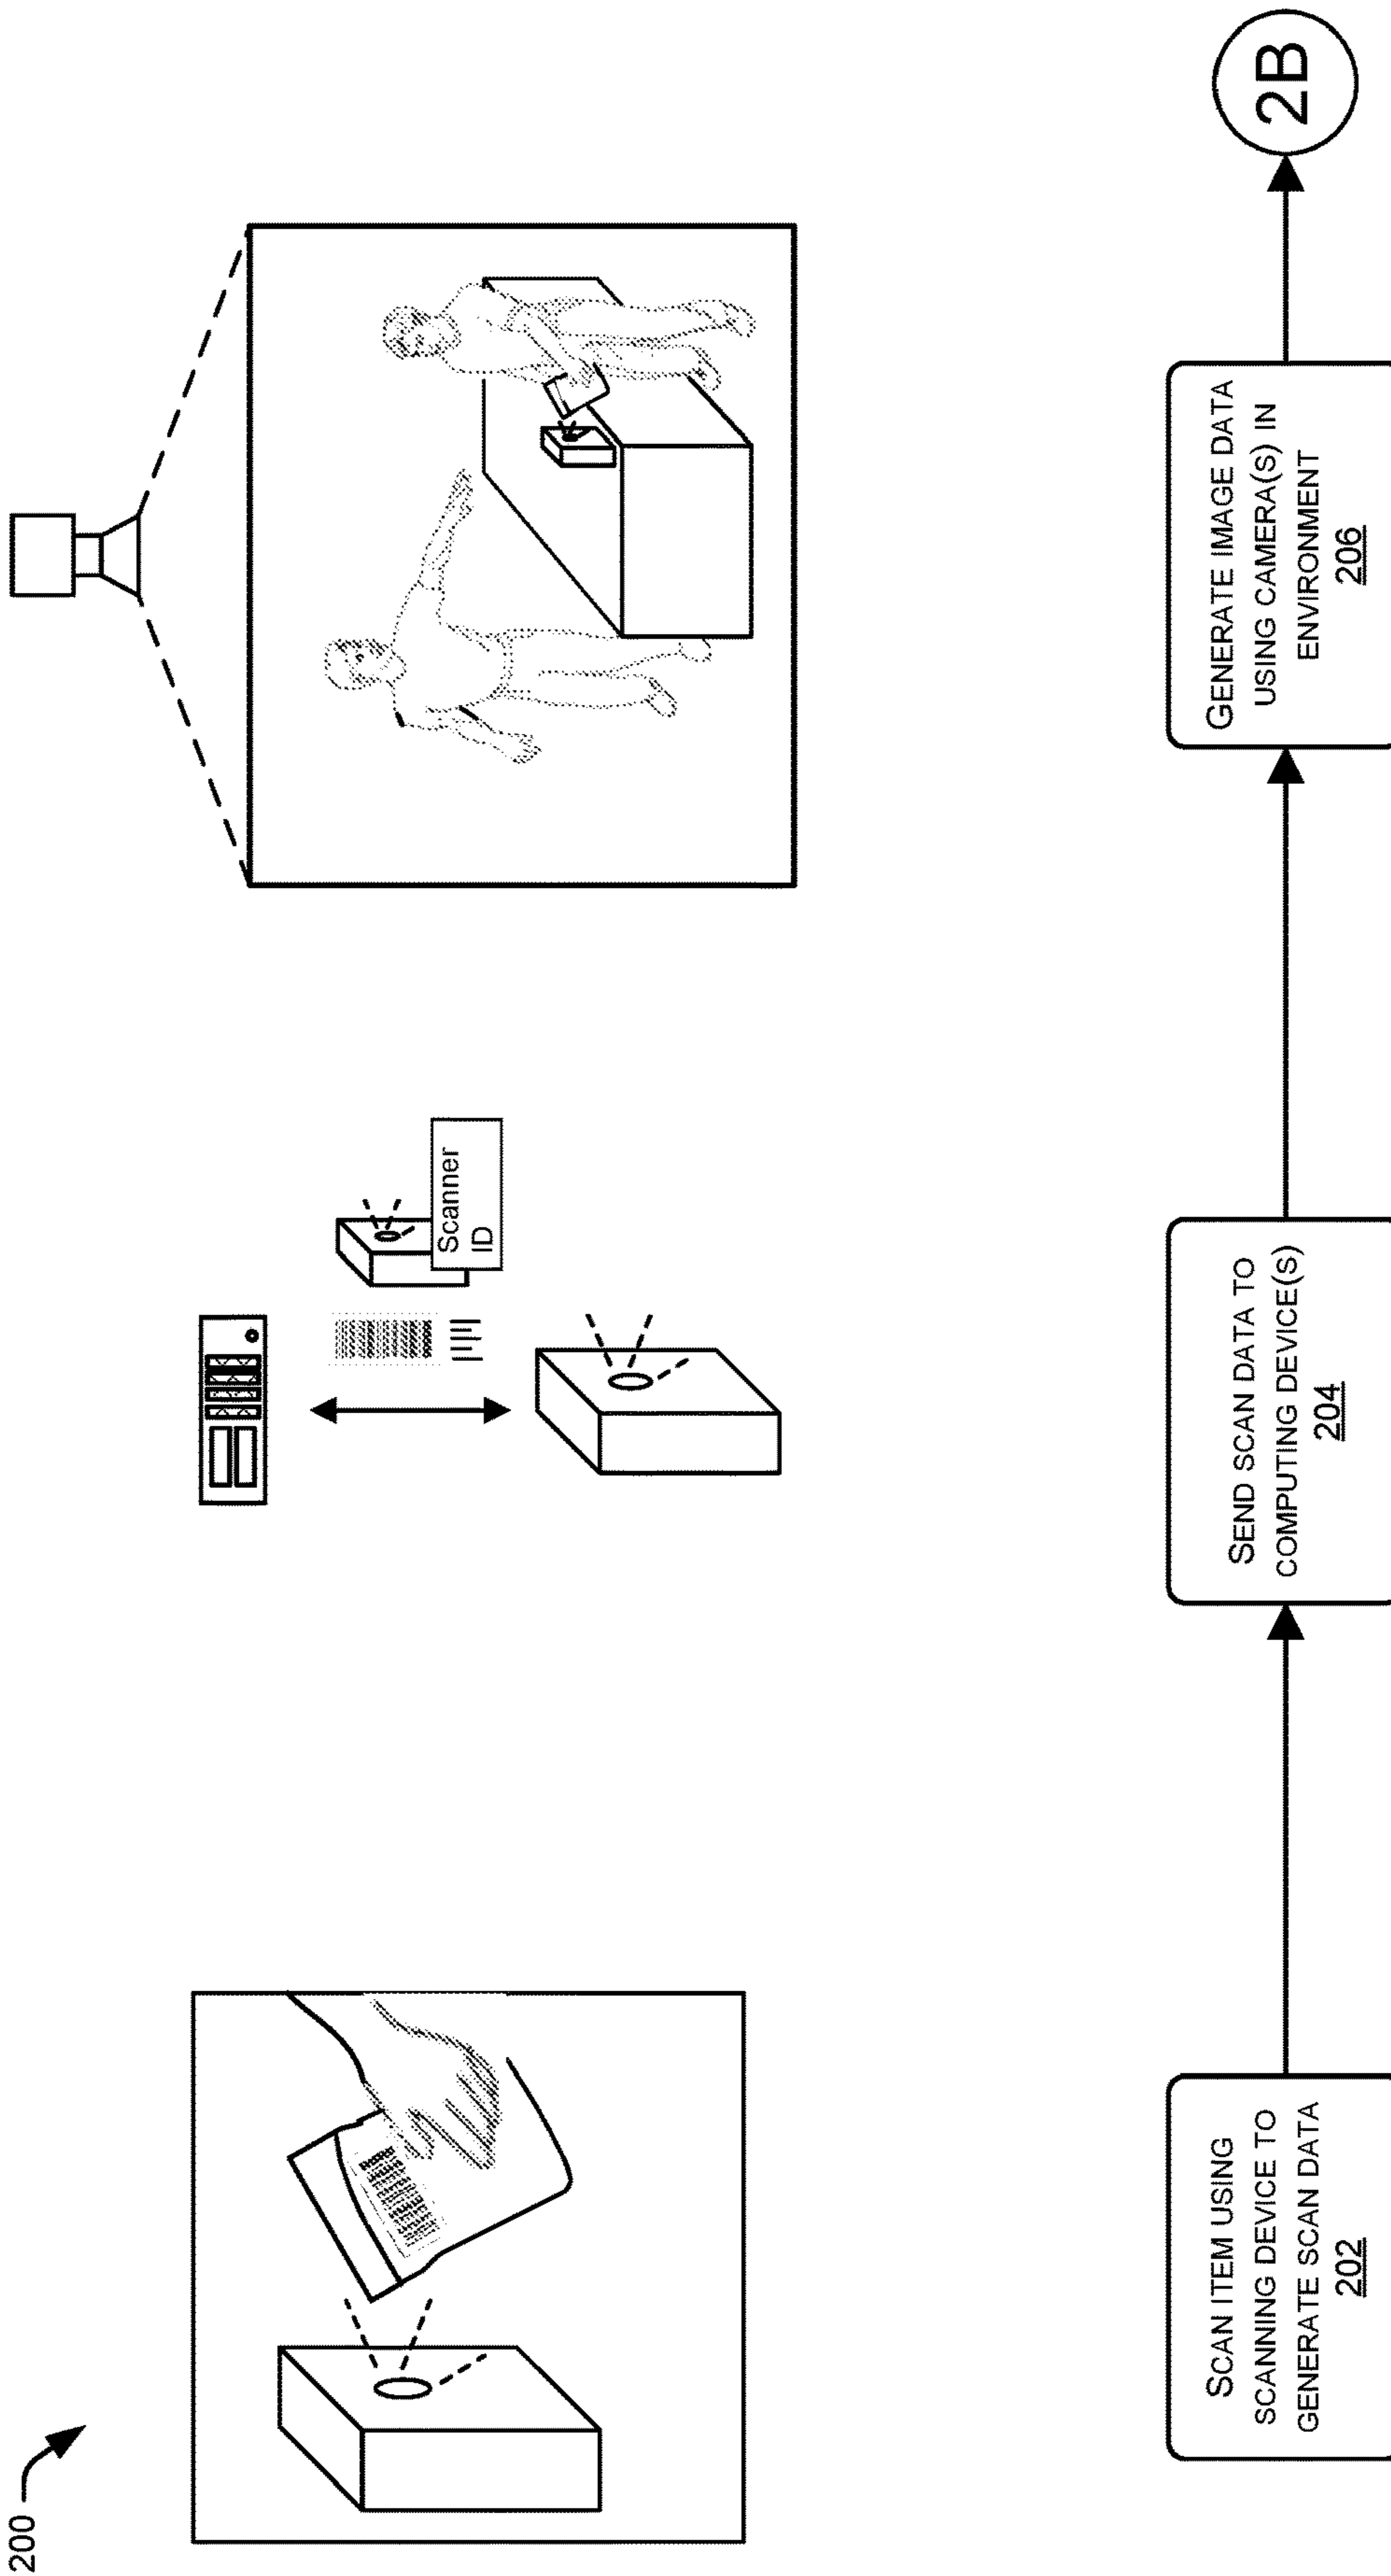 200
Scanner
ID
SCAN ITEM USING
SCANNING DEVICE TO
GENERATE SCAN DATA
202
SEND SCAN DATA TO
COMPUTING DEVICE(S)
204
GENERATE IMAGE DATA
USING CAMERA(S) IN
ENVIRONMENT
206
2B